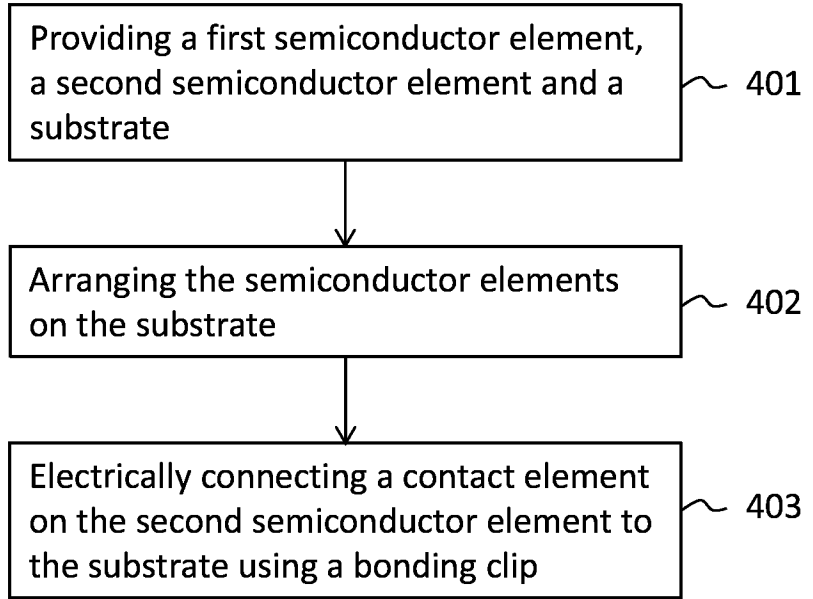 Providing a first semiconductor element,
a second semiconductor element and a
substrate
401
Arranging the semiconductor elements
on the substrate
402
Electrically connecting a contact element
on the second semiconductor element to
the substrate using a bonding clip
403